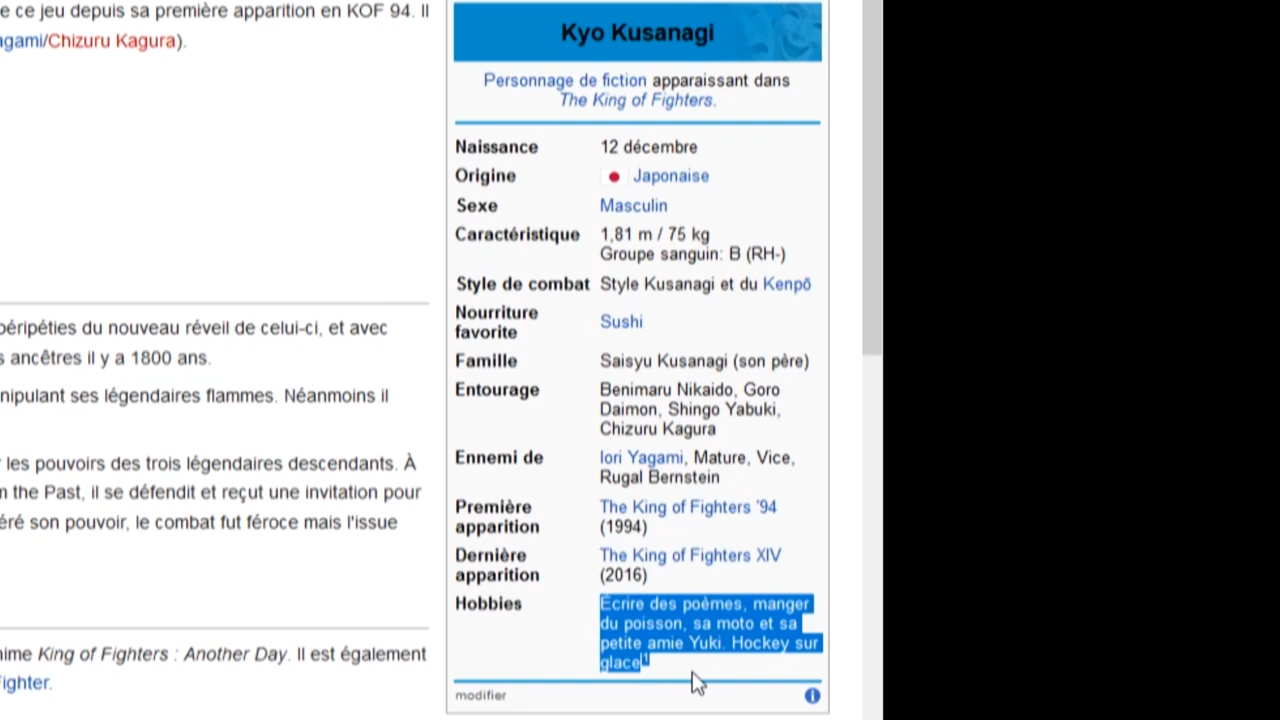 e ce jeu depuis sa première apparition en KOF 94. Il
agami/Chizuru Kagura).
péripéties du nouveau réveil de celui-ci, et avec
s ancêtres il y a 1800 ans.
nipulant ses légendaires flammes. Néanmoins il
les pouvoirs des trois légendaires descendants. À
n the Past, il se défendit et reçut une invitation pour
éré son pouvoir, le combat fut féroce mais l'issue
nime King of Fighters : Another Day. Il est également
Fighter.
Kyo Kusanagi
Personnage de fiction apparaissant dans
The King of Fighters.
Naissance 12 décembre
Origine Japonaise
Sexe Masculin
Caractéristique 1,81 m / 75 kg
Groupe sanguin: B (RH-)
Style de combat Style Kusanagi et du Kenpō
Nourriture
favorite Sushi
Famille Saisyu Kusanagi (son père)
Entourage Benimaru Nikaido, Goro
Daimon, Shingo Yabuki,
Chizuru Kagura
Ennemi de Iori Yagami, Mature, Vice,
Rugal Bernstein
Première The King of Fighters '94
apparition (1994)
Dernière The King of Fighters XIV
apparition (2016)
Hobbies Écrire des poèmes, manger
du poisson, sa moto et sa
petite amie Yuki. Hockey sur
glace1
modifier